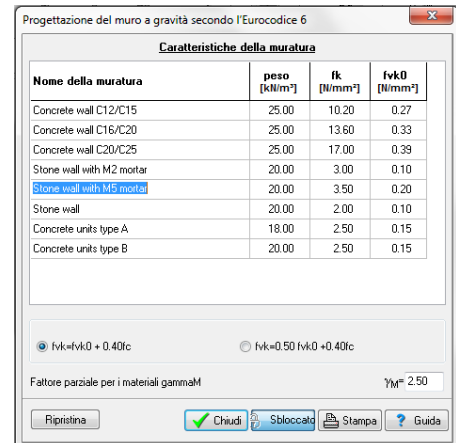 Progettazione del muro a gravità secondo l'Eurocodice 6
Caratteristiche della muratura
Nome della muratura peso [kN/m³] fk [N/mm²] fvk0 [N/mm²]
Concrete wall C12/C15 25.00 10.20 0.27
Concrete wall C16/C20 25.00 13.60 0.33
Concrete wall C20/C25 25.00 17.00 0.39
Stone wall with M2 mortar 20.00 3.00 0.10
Stone wall with M5 mortar 20.00 3.50 0.20
Stone wall 20.00 2.00 0.10
Concrete units type A 18.00 2.50 0.15
Concrete units type B 20.00 2.50 0.15
fvk=fvk0 + 0.40fc fvk=0.50 fvk0 +0.40fc
Fattore parziale per i materiali gammaM γM= 2.50
Ripristina Chiudi Sbloccato Stampa ? Guida